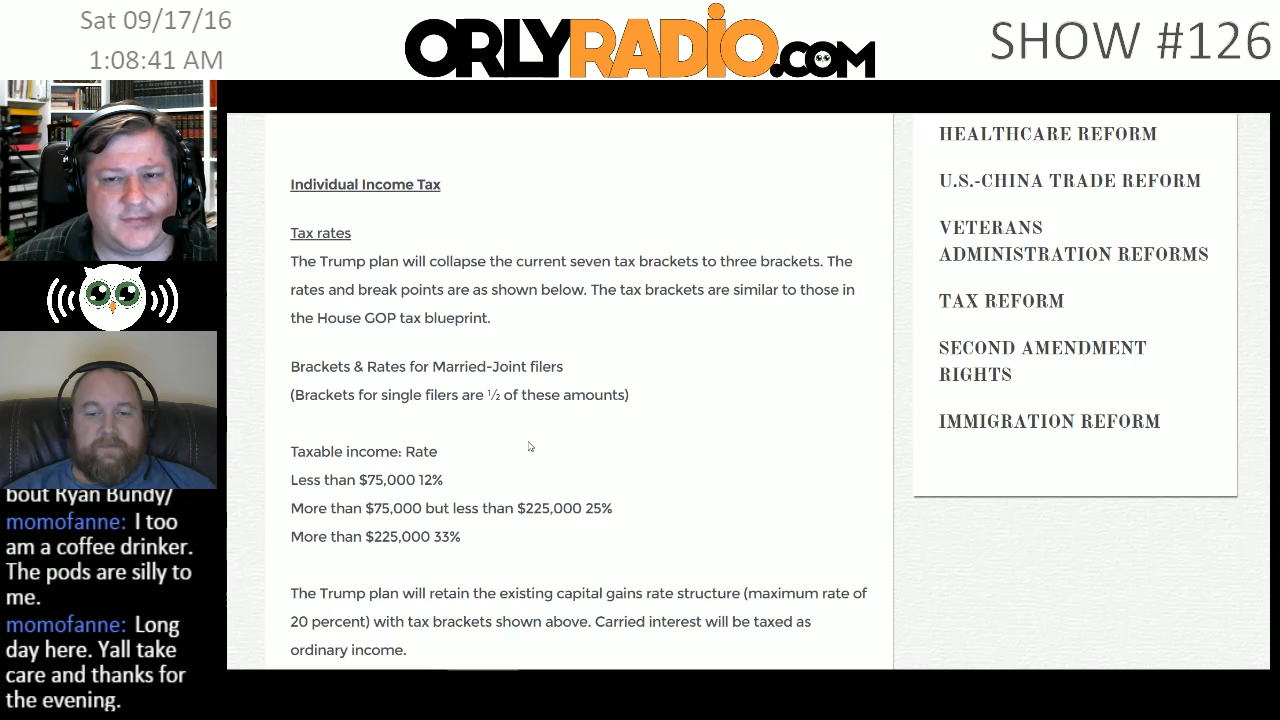 Sat 09/17/16
1:08:41 AM
ORLYRADIO.COM
SHOW #126
Individual Income Tax
Tax rates
The Trump plan will collapse the current seven tax brackets to three brackets. The
rates and break points are as shown below. The tax brackets are similar to those in
the House GOP tax blueprint.
Brackets & Rates for Married-Joint filers
(Brackets for single filers are ½ of these amounts)
Taxable income: Rate
Less than $75,000 12%
More than $75,000 but less than $225,000 25%
More than $225,000 33%
The Trump plan will retain the existing capital gains rate structure (maximum rate of
20 percent) with tax brackets shown above. Carried interest will be taxed as
ordinary income.
HEALTHCARE REFORM
U.S.-CHINA TRADE REFORM
VETERANS
ADMINISTRATION REFORMS
TAX REFORM
SECOND AMENDMENT
RIGHTS
IMMIGRATION REFORM
bout Ryan Bundy/
momofanne: I too
am a coffee drinker.
The pods are silly to
me.
momofanne: Long
day here. Yall take
care and thanks for
the evening.